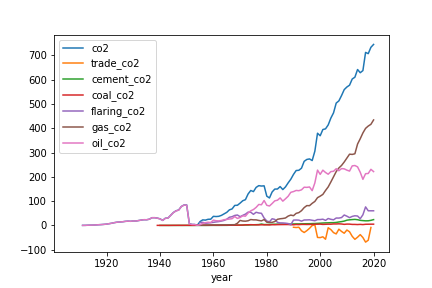 700
600
500
400
300
200
100
0
−100
co2
trade_co2
cement_co2
coal_co2
flaring_co2
gas_co2
oil_co2
1920 1940 1960 1980 2000 2020
year